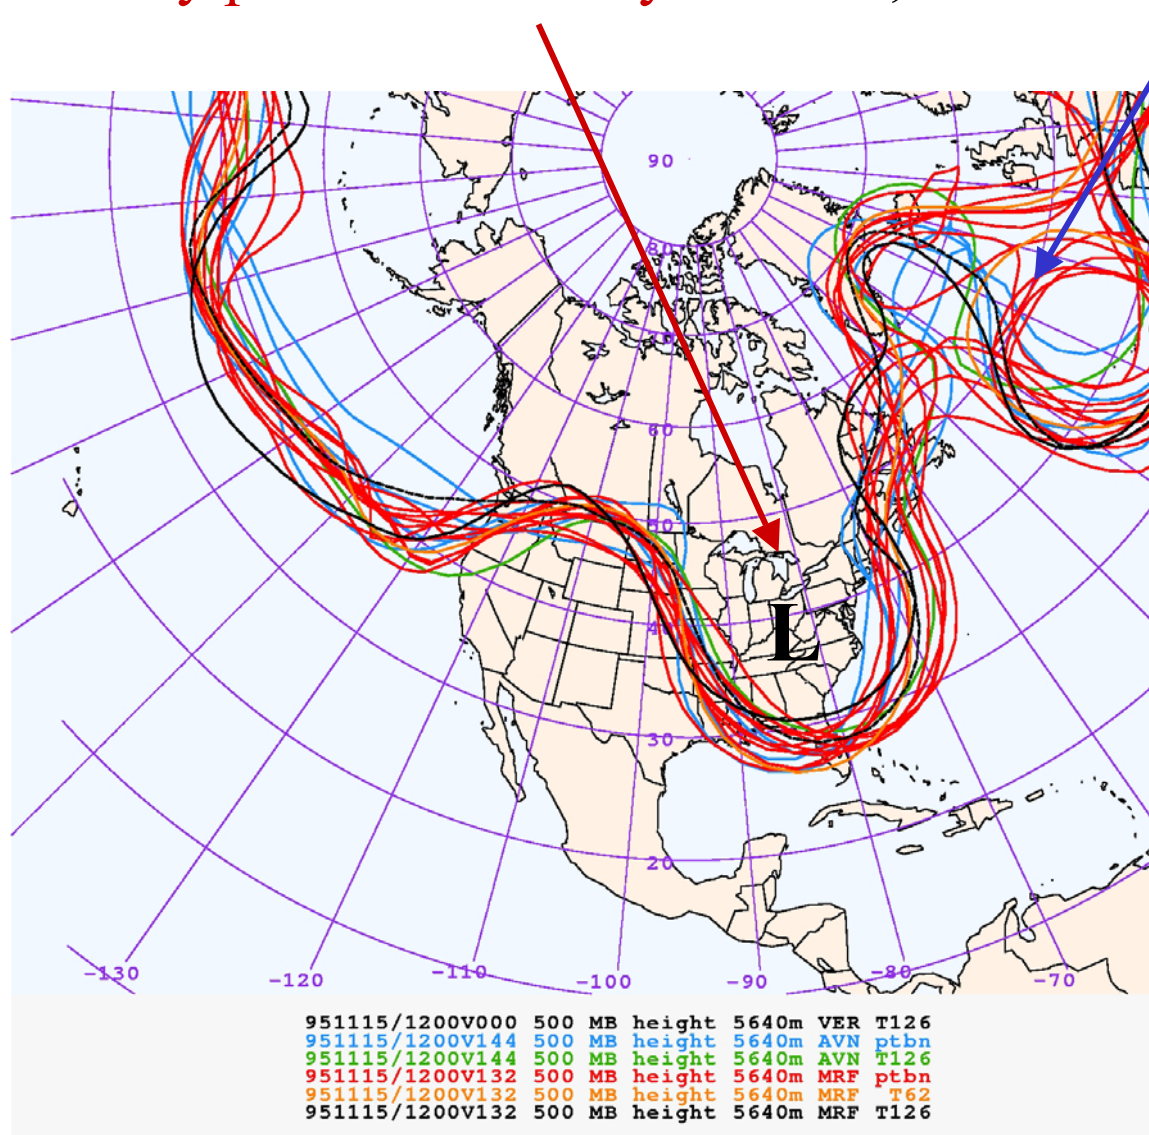 90
80
70
60
50
40
30
20
L
-130
-120
-110
-100
-90
-80
-70
951115/1200V000 500 MB height 5640m VER T126
951115/1200V144 500 MB height 5640m AVN ptbn
951115/1200V144 500 MB height 5640m AVN T126
951115/1200V132 500 MB height 5640m MRF ptbn
951115/1200V132 500 MB height 5640m MRF T62
951115/1200V132 500 MB height 5640m MRF T126